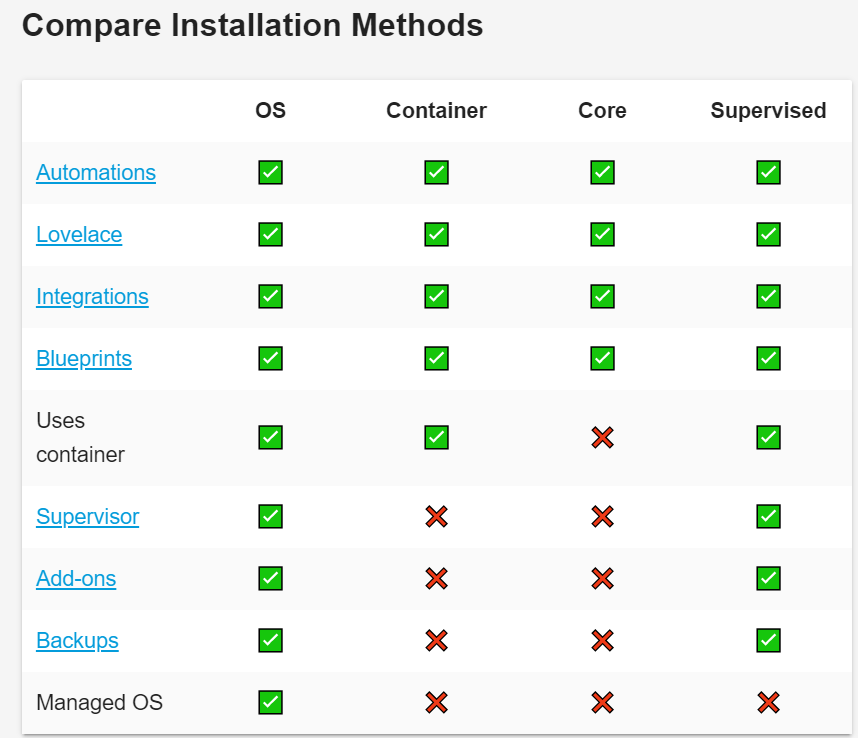 Compare Installation Methods
OS Container Core Supervised
Automations
Lovelace
Integrations
Blueprints
Uses
container
Supervisor
Add-ons
Backups
Managed OS